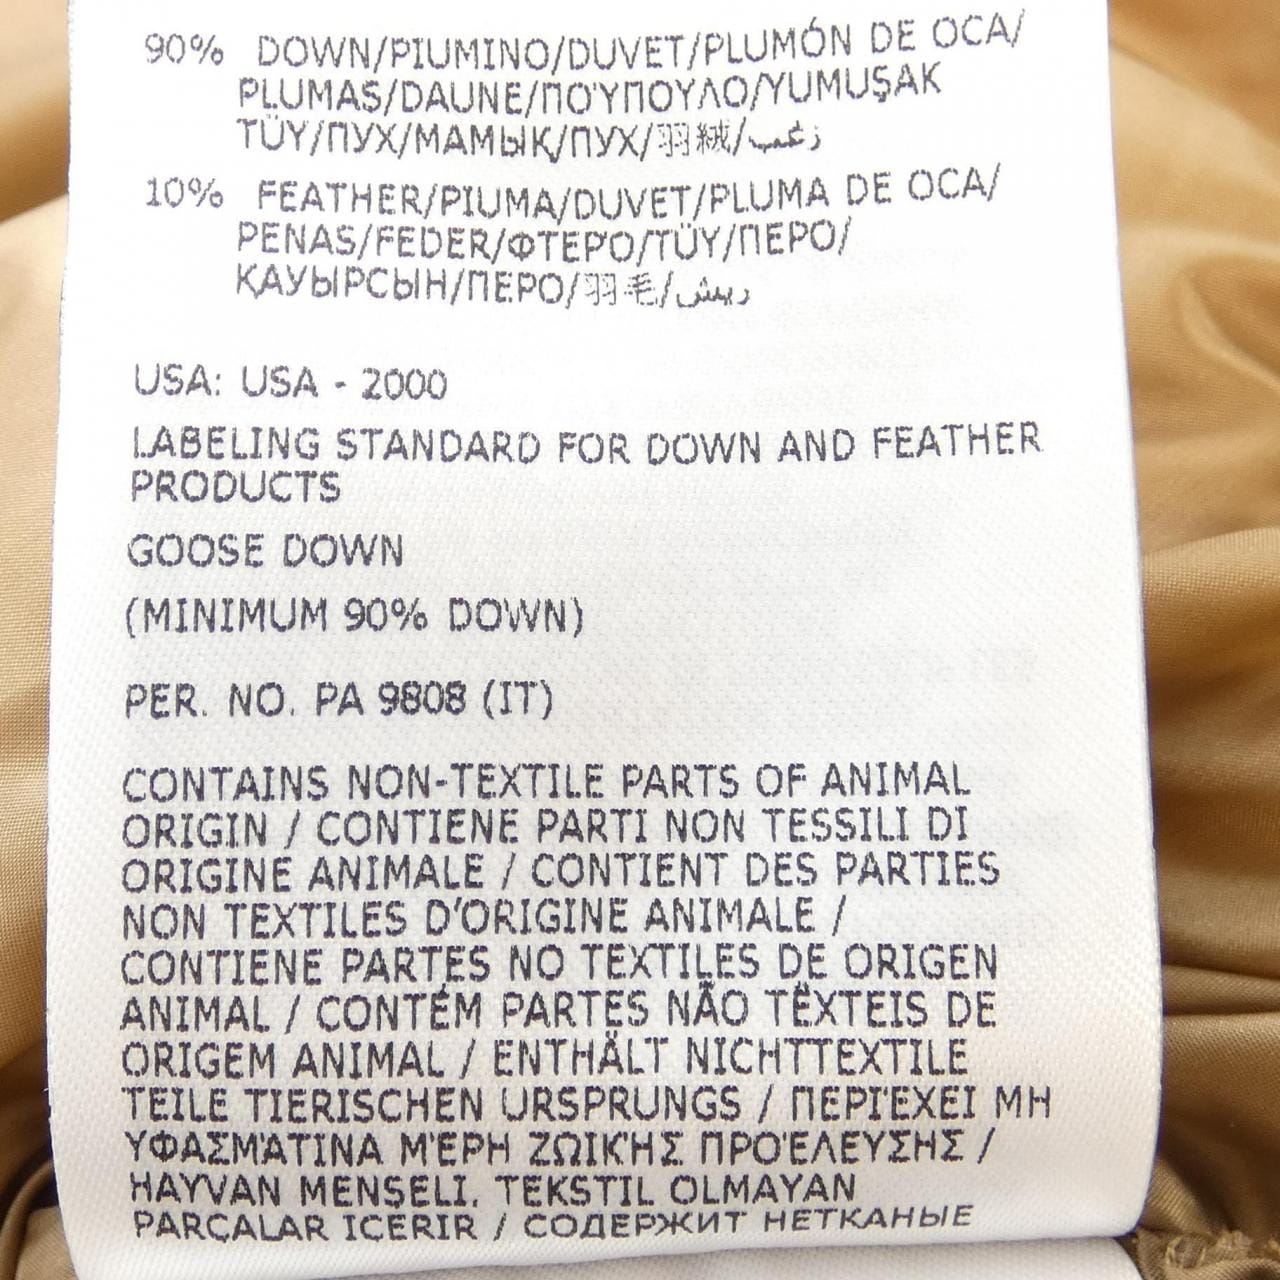 90% DOWN/PIUMINO/DUVET/PLUMÓN DE OCA/
PLUMAS/DAUNE/ΠΟΎΠΟΥΛΟ/YUMUŞAK
TÜY/ПУХ/МАМЫҚ/ПУХ/羽絨/زغب
10% FEATHER/PIUMA/DUVET/PLUMA DE OCA/
PENAS/FEDER/ΦΤΕΡΌ/TÜY/ПЕРО/
ҚАУЫРСЫН/ПЕРО/羽毛/ريش
USA: USA - 2000
LABELING STANDARD FOR DOWN AND FEATHER
PRODUCTS
GOOSE DOWN
(MINIMUM 90% DOWN)
PER. NO. PA 9808 (IT)
CONTAINS NON-TEXTILE PARTS OF ANIMAL
ORIGIN / CONTIENE PARTI NON TESSILI DI
ORIGINE ANIMALE / CONTIENT DES PARTIES
NON TEXTILES D'ORIGINE ANIMALE /
CONTIENE PARTES NO TEXTILES DE ORIGEN
ANIMAL / CONTÉM PARTES NÃO TÊXTEIS DE
ORIGEM ANIMAL / ENTHÄLT NICHTTEXTILE
TEILE TIERISCHEN URSPRUNGS / ΠΕΡΙΈΧΕΙ ΜΗ
ΥΦΑΣΜΆΤΙΝΑ ΜΈΡΗ ΖΩΙΚΉΣ ΠΡΟΈΛΕΥΣΗΣ /
HAYVAN MENŞELI, TEKSTIL OLMAYAN
PARÇALAR IÇERIR / СОДЕРЖИТ НЕТКАНЫЕ